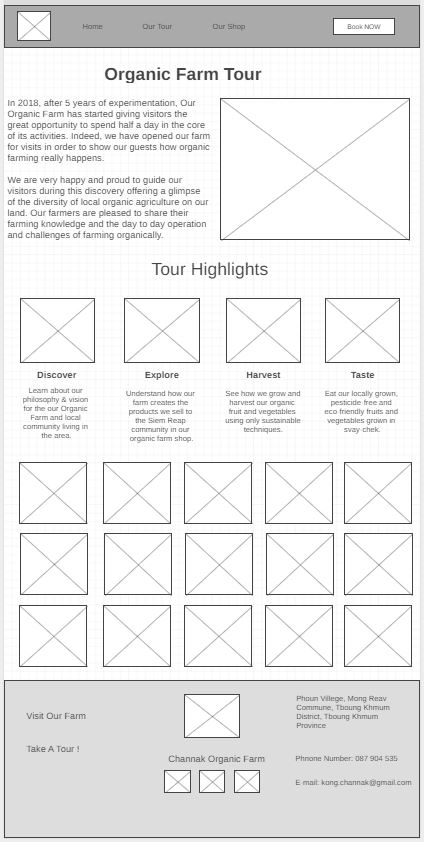 Home Our Tour Our Shop Book NOW
Organic Farm Tour
In 2018, after 5 years of experimentation, Our
Organic Farm has started giving visitors the
great opportunity to spend half a day in the core
of its activities. Indeed, we have opened our farm
for visits in order to show our guests how organic
farming really happens.
We are very happy and proud to guide our
visitors during this discovery offering a glimpse
of the diversity of local organic agriculture on our
land. Our farmers are pleased to share their
farming knowledge and the day to day operation
and challenges of farming organically.
Tour Highlights
Discover
Learn about our
philosophy & vision
for the our Organic
Farm and local
community living in
the area.
Explore
Understand how our
farm creates the
products we sell to
the Siem Reap
community in our
organic farm shop.
Harvest
See how we grow and
harvest our organic
fruit and vegetables
using only sustainable
techniques.
Taste
Eat our locally grown,
pesticide free and
eco friendly fruits and
vegetables grown in
svay chek.
Visit Our Farm
Take A Tour !
Channak Organic Farm
Phoun Villege, Mong Reav
Commune, Tboung Khmum
District, Tboung Khmum
Province
Phnone Number: 087 904 535
E mail: kong.channak@gmail.com